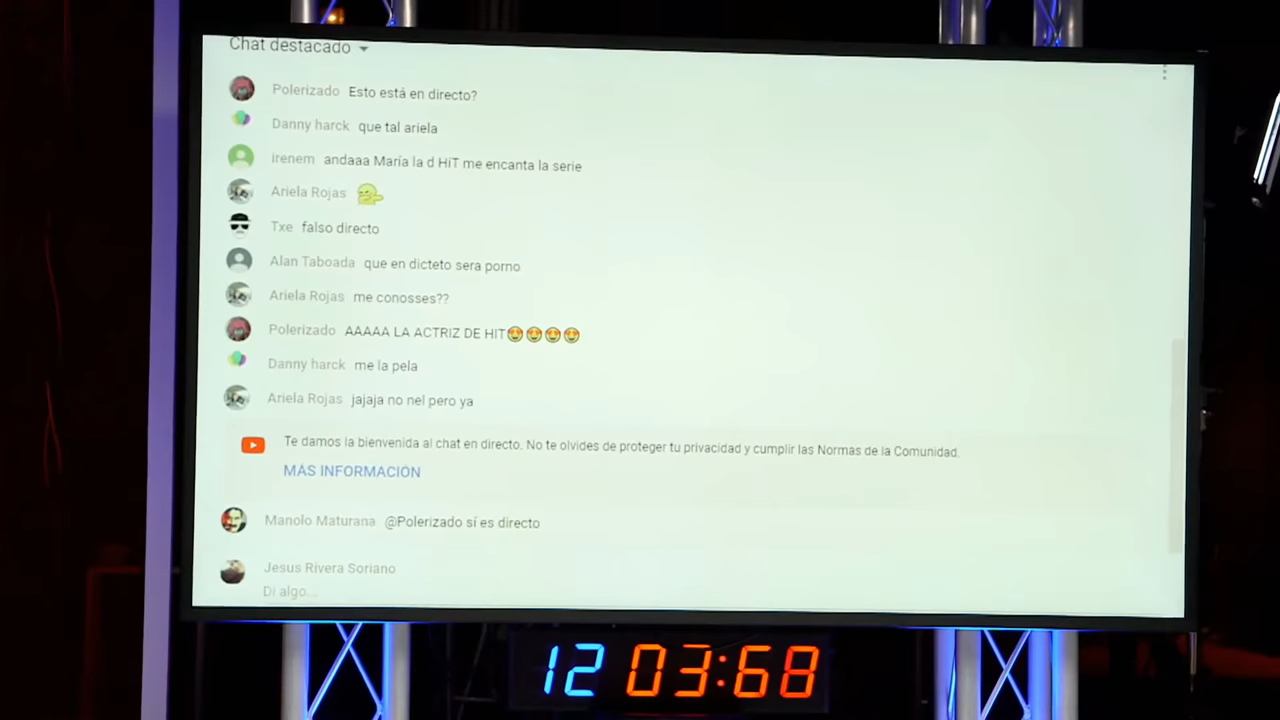 Chat destacado
Polerizado Esto está en directo?
Danny harck que tal ariela
irenem andaaa María la d HiT me encanta la serie
Ariela Rojas
Txe falso directo
Alan Taboada que en dicteto sera porno
Ariela Rojas me conosses??
Polerizado AAAAA LA ACTRIZ DE HIT😍😍😍😍
Danny harck me la pela
Ariela Rojas jajaja no nel pero ya
Te damos la bienvenida al chat en directo. No te olvides de proteger tu privacidad y cumplir las Normas de la Comunidad.
MÁS INFORMACIÓN
Manolo Maturana @Polerizado sí es directo
Jesus Rivera Soriano
Di algo...
12 03:68